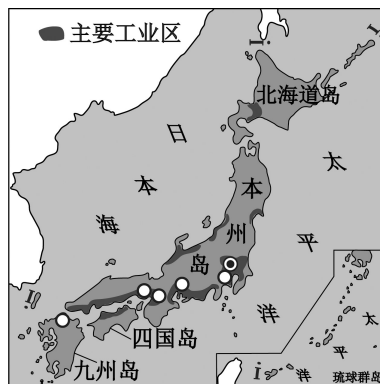 主要工业区
北海道岛
日本海
太平洋
本州岛
四国岛
九州岛
太平洋
琉球群岛